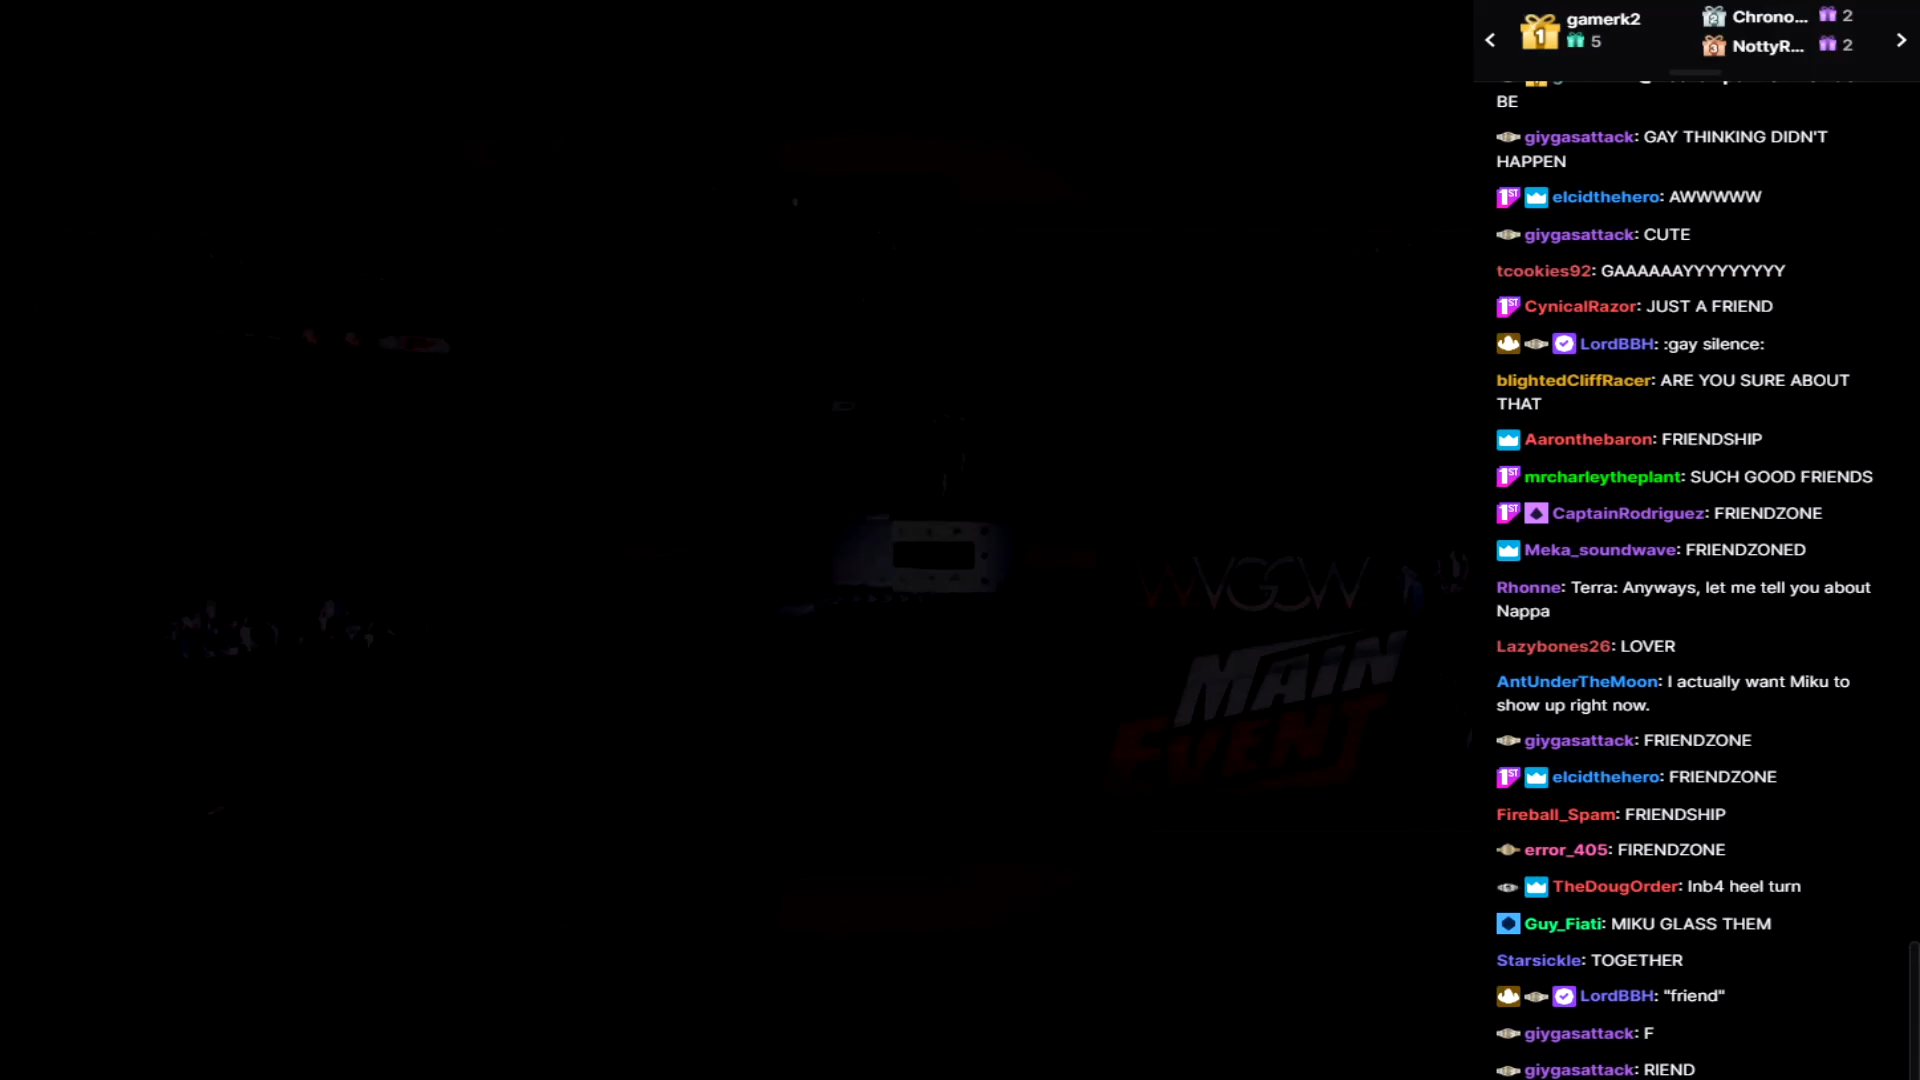 gamerk2
5
Chrono... 2
NottyR... 2
BE
giygasattack: GAY THINKING DIDN'T
HAPPEN
elcidthehero: AWWWWW
giygasattack: CUTE
tcookies92: GAAAAAAYYYYYYYYY
CynicalRazor: JUST A FRIEND
LordBBH: :gay silence:
blightedCliffRacer: ARE YOU SURE ABOUT
THAT
Aaronthebaron: FRIENDSHIP
mrcharleytheplant: SUCH GOOD FRIENDS
CaptainRodriguez: FRIENDZONE
Meka_soundwave: FRIENDZONED
Rhonne: Terra: Anyways, let me tell you about
Nappa
Lazybones26: LOVER
AntUnderTheMoon: I actually want Miku to
show up right now.
giygasattack: FRIENDZONE
elcidthehero: FRIENDZONE
Fireball_Spam: FRIENDSHIP
error_405: FIRENDZONE
TheDougOrder: Inb4 heel turn
Guy_Fiati: MIKU GLASS THEM
Starsickle: TOGETHER
LordBBH: "friend"
giygasattack: F
giygasattack: RIEND
WVGCW
MAIN
EVENT